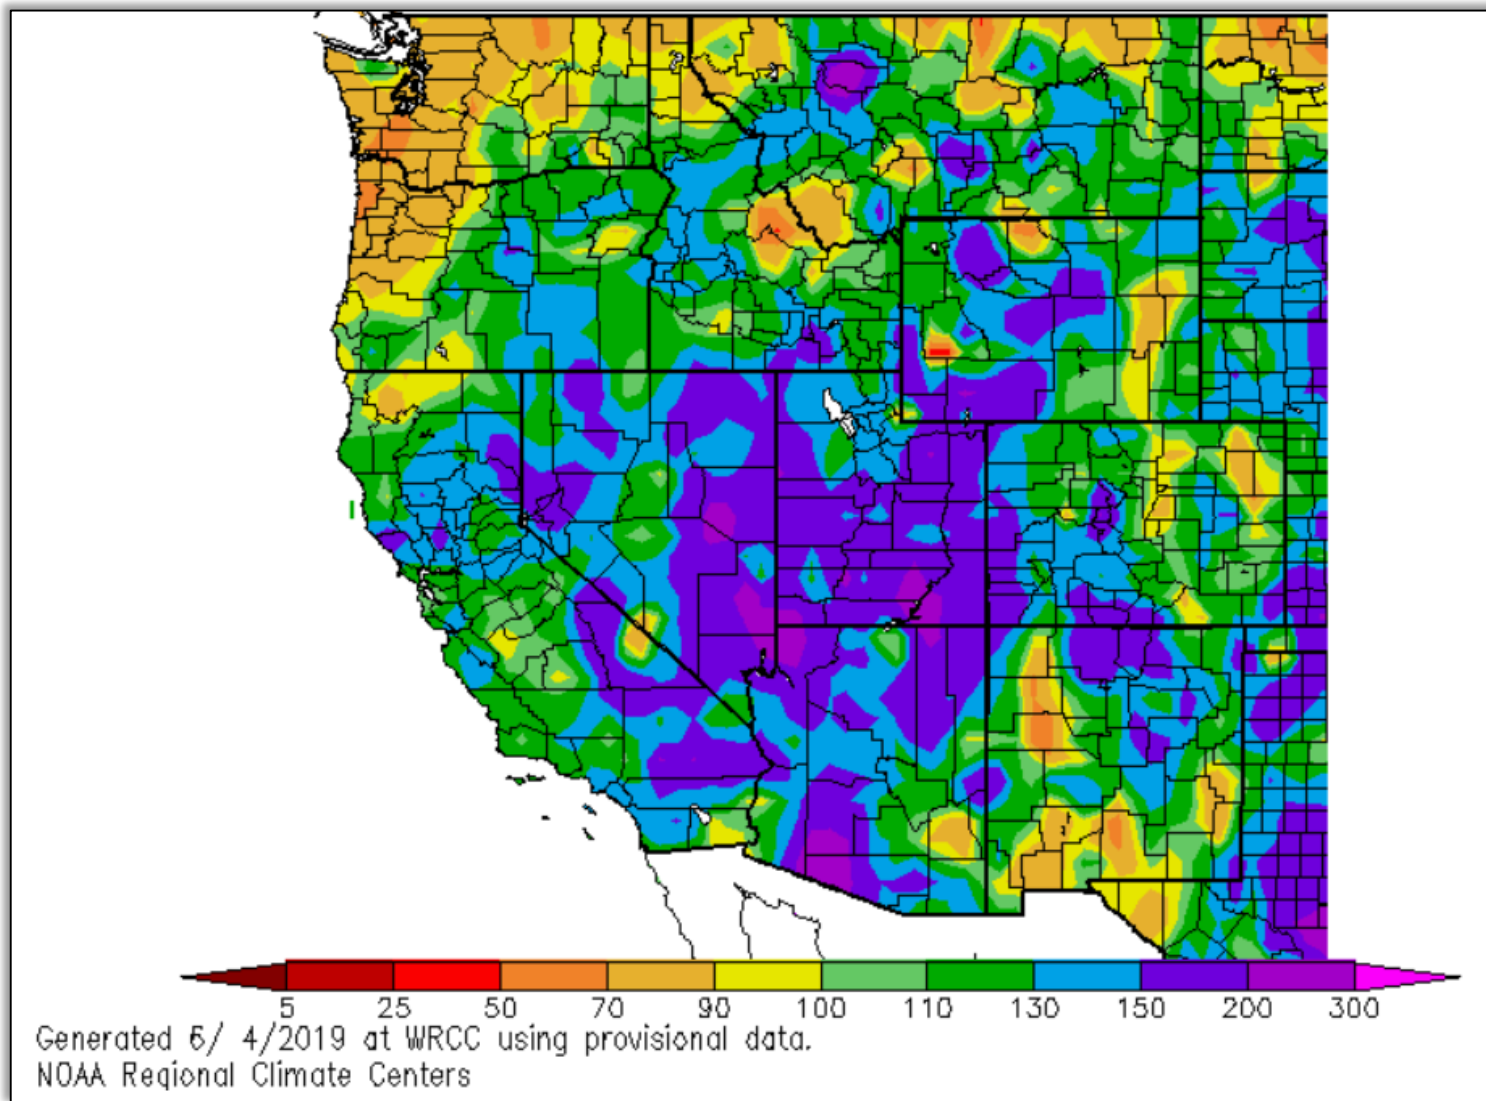 5 25 50 70 90 100 110 130 150 200 300
Generated 6/ 4/2019 at WRCC using provisional data.
NOAA Regional Climate Centers